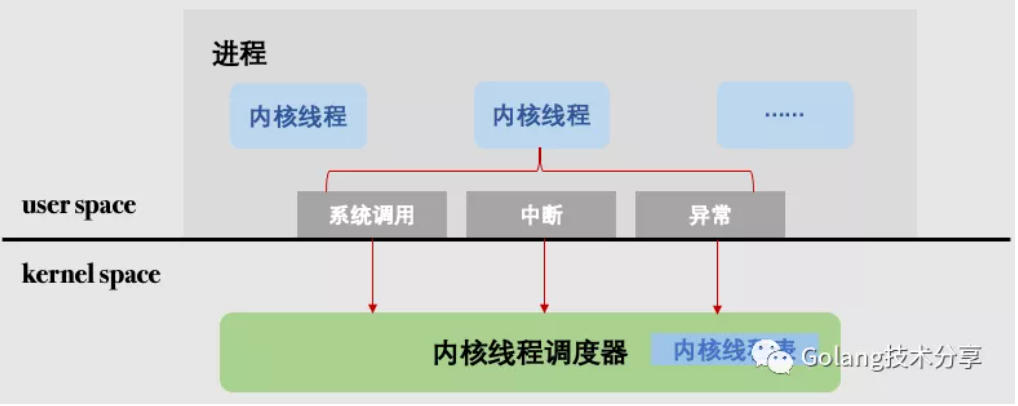 进程
内核线程
内核线程
······
user space
系统调用
中断
异常
kernel space
内核线程调度器
内核线程表
Golang技术分享